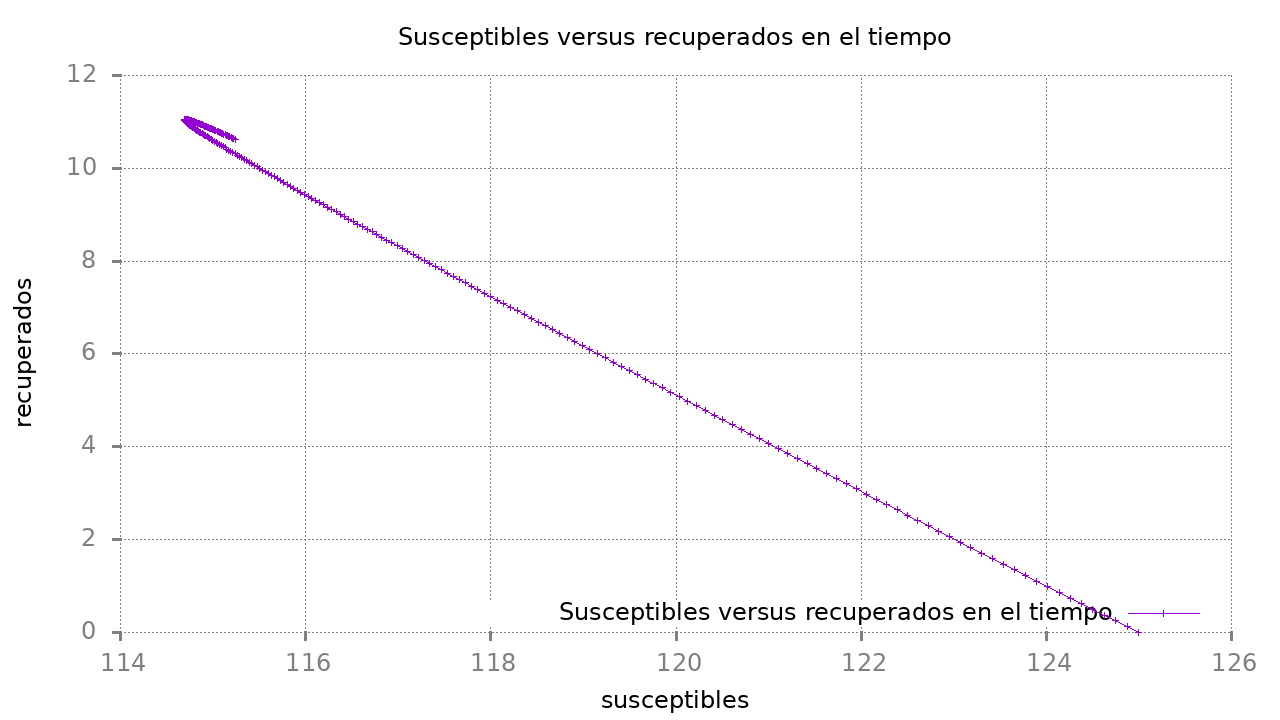 Susceptibles versus recuperados en el tiempo
12
10
8
6
4
2
0
recuperados
Susceptibles versus recuperados en el tiempo
114 116 118 120 122 124 126
susceptibles